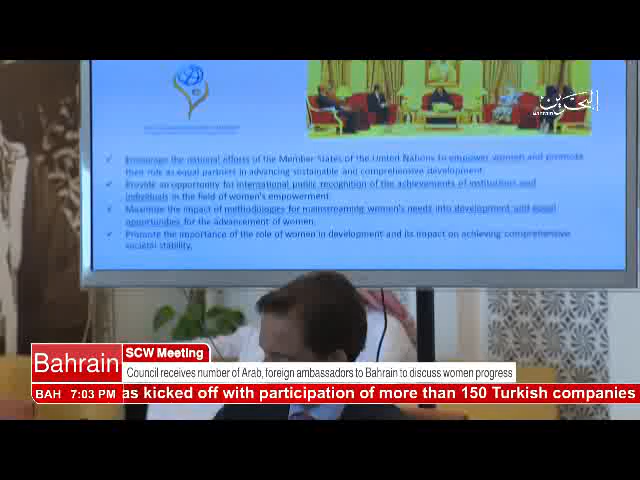 البحرين
BAHRAIN
Encourage the national efforts of the Member States of the United Nations to empower women and promote
their role as equal partners in advancing sustainable and comprehensive development.
Provide an opportunity for international public recognition of the achievements of institutions and
individuals in the field of women's empowerment.
Maximize the impact of methodologies for mainstreaming women's needs into development and equal
opportunities for the advancement of women.
Promote the importance of the role of women in development and its impact on achieving comprehensive
societal stability.
SCW Meeting
Bahrain
Council receives number of Arab, foreign ambassadors to Bahrain to discuss women progress
BAH 7:03 PM as kicked off with participation of more than 150 Turkish companies